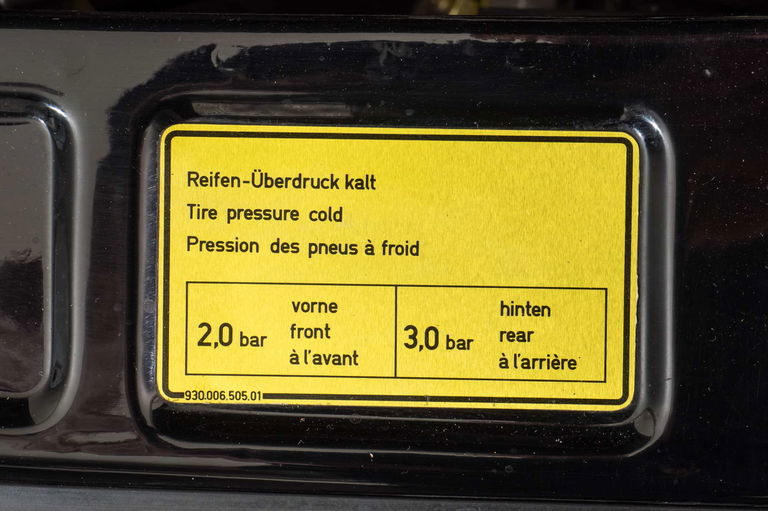 Reifen-Überdruck kalt
Tire pressure cold
Pression des pneus à froid
2,0 bar
vorne
front
à l'avant
3,0 bar
hinten
rear
à l'arrière
930.006.505.01